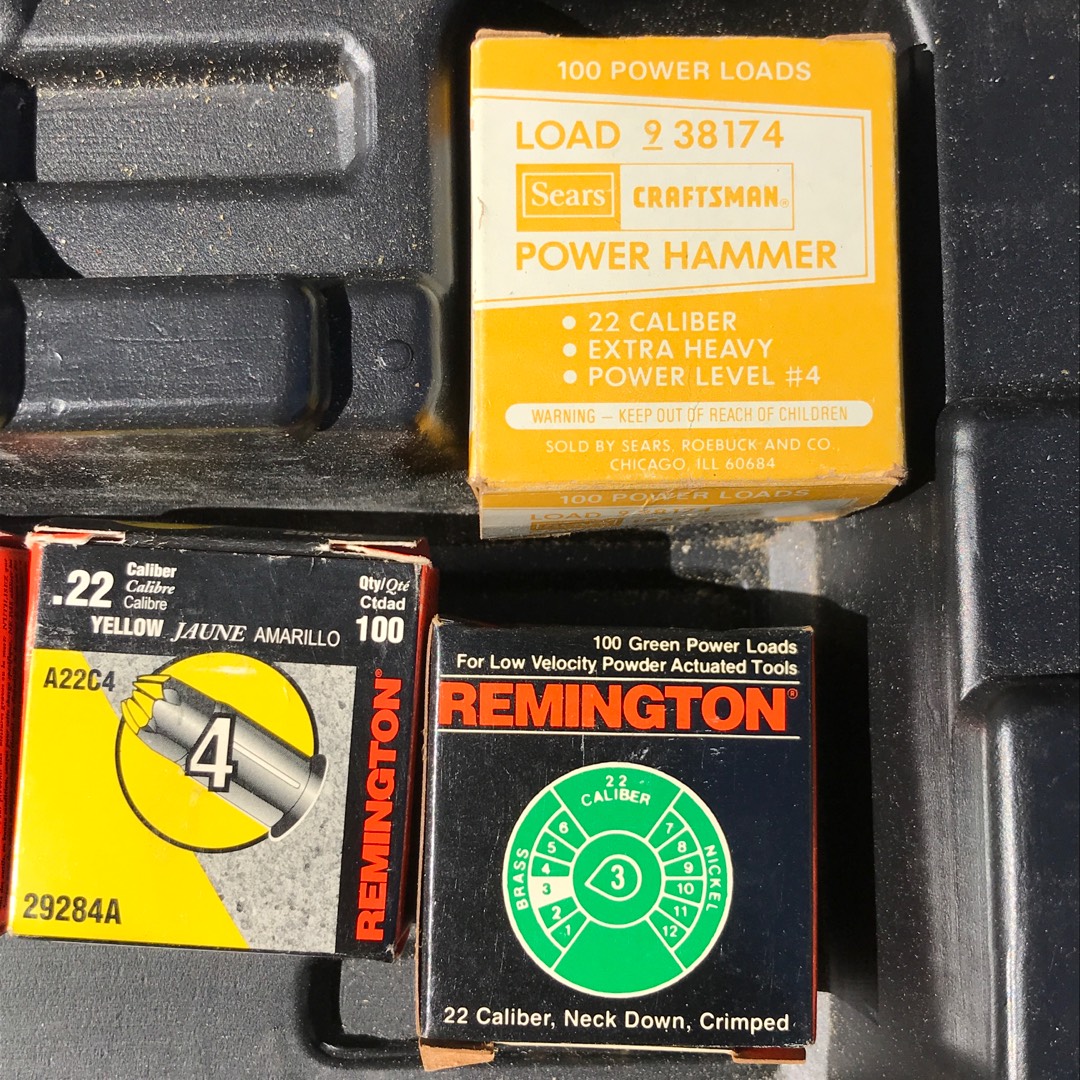 100 POWER LOADS
LOAD 9 38174
Sears CRAFTSMAN®
POWER HAMMER
• 22 CALIBER
• EXTRA HEAVY
• POWER LEVEL #4
WARNING — KEEP OUT OF REACH OF CHILDREN
SOLD BY SEARS, ROEBUCK AND CO.
CHICAGO, ILL 60684
100 POWER LOADS
LOAD 9 38174
.22
Caliber
Calibre
Calibre
Qty/Qté
Ctdad
100
YELLOW JAUNE AMARILLO
A22C4
4
REMINGTON®
29284A
100 Green Power Loads
For Low Velocity Powder Actuated Tools
REMINGTON®
22
CALIBER
BRASS
6
5
4
3
2
1
3
NICKEL
7
8
9
10
11
12
22 Caliber, Neck Down, Crimped